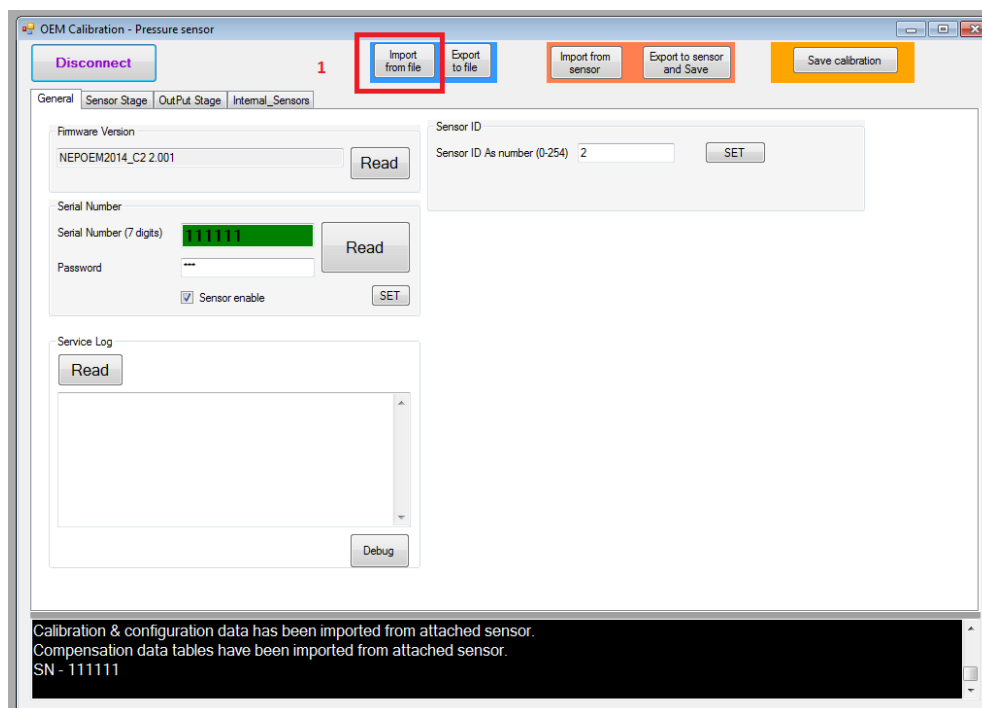 OEM Calibration - Pressure sensor
Disconnect
1
Import
from file
Export
to file
Import from
sensor
Export to sensor
and Save
Save calibration
General
Sensor Stage
OutPut Stage
Internal_Sensors
Firmware Version
NEPOEM2014_C2 2.001
Read
Sensor ID
Sensor ID As number (0-254)
2
SET
Serial Number
Serial Number (7 digits)
111111
Read
Password
***
Sensor enable
SET
Service Log
Read
Debug
Calibration & configuration data has been imported from attached sensor.
Compensation data tables have been imported from attached sensor.
SN - 111111